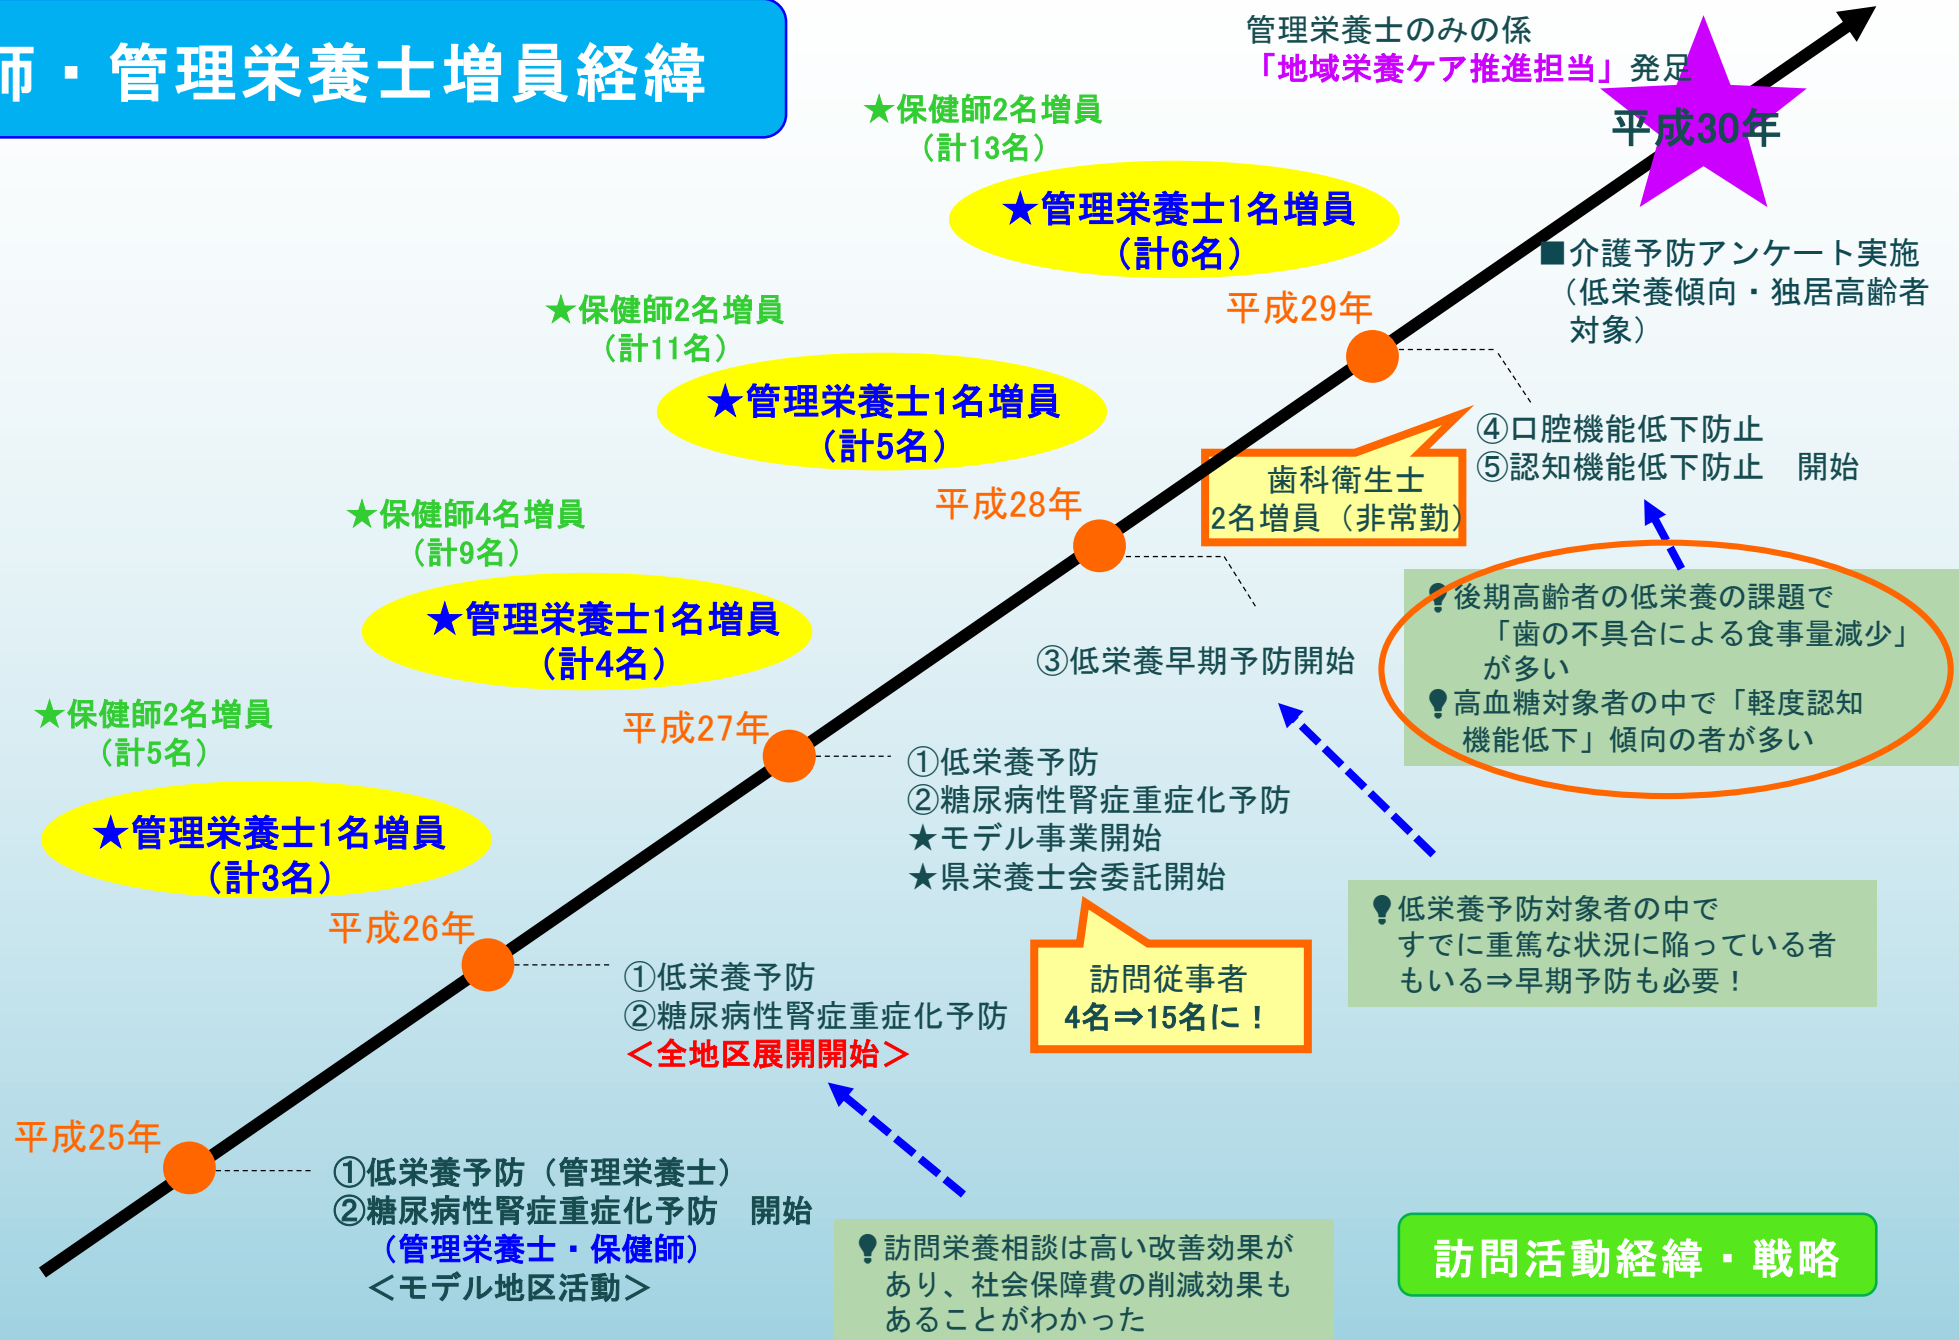 師・管理栄養士増員経緯
管理栄養士のみの係
「地域栄養ケア推進担当」発足
平成30年
★保健師2名増員
（計13名）
★管理栄養士1名増員
（計6名）
平成29年
■介護予防アンケート実施
（低栄養傾向・独居高齢者
対象）
★保健師2名増員
（計11名）
★管理栄養士1名増員
（計5名）
平成28年
④口腔機能低下防止
⑤認知機能低下防止　開始
歯科衛生士
2名増員（非常勤）
★保健師4名増員
（計9名）
★管理栄養士1名増員
（計4名）
平成27年
③低栄養早期予防開始
後期高齢者の低栄養の課題で
「歯の不具合による食事量減少」
が多い
高血糖対象者の中で「軽度認知
機能低下」傾向の者が多い
★保健師2名増員
（計5名）
★管理栄養士1名増員
（計3名）
平成26年
①低栄養予防
②糖尿病性腎症重症化予防
★モデル事業開始
★県栄養士会委託開始
低栄養予防対象者の中で
すでに重篤な状況に陥っている者
もいる⇒早期予防も必要！
訪問従事者
4名⇒15名に！
①低栄養予防
②糖尿病性腎症重症化予防
＜全地区展開開始＞
平成25年
①低栄養予防（管理栄養士）
②糖尿病性腎症重症化予防　開始
（管理栄養士・保健師）
＜モデル地区活動＞
訪問栄養相談は高い改善効果が
あり、社会保障費の削減効果も
あることがわかった
訪問活動経緯・戦略